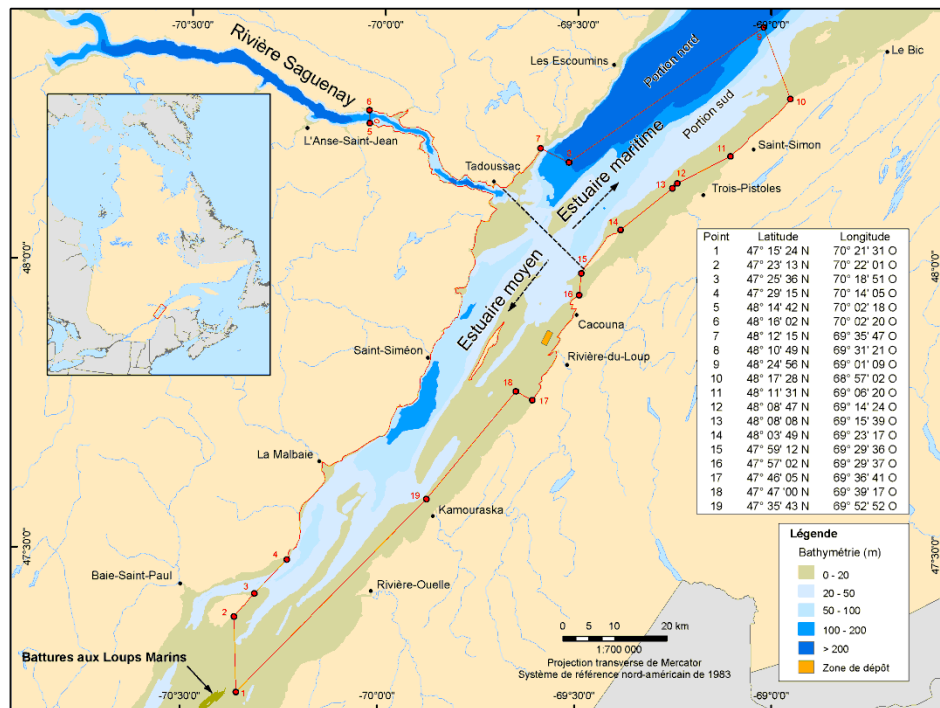 -70°30'0" -70°0'0" -69°30'0" -69°0'0"
Rivière Saguenay
Les Escoumins
Portion nord
9
Le Bic
6
5
L'Anse-Saint-Jean
7
8
Portion sud
10
Tadoussac
Estuaire maritime
11
Saint-Simon
12
13
Trois-Pistoles
14
48°0'0"
48°0'0"
15
16
Estuaire moyen
Cacouna
Saint-Siméon
Rivière-du-Loup
18
17
La Malbaie
19
Kamouraska
47°30'0"
47°30'0"
4
Baie-Saint-Paul
3
Rivière-Ouelle
2
Battures aux Loups Marins
1
Point Latitude Longitude
1 47° 15' 24 N 70° 21' 31 O
2 47° 23' 13 N 70° 22' 01 O
3 47° 25' 36 N 70° 18' 51 O
4 47° 29' 15 N 70° 14' 05 O
5 48° 14' 42 N 70° 02' 18 O
6 48° 16' 02 N 70° 02' 20 O
7 48° 12' 15 N 69° 35' 47 O
8 48° 10' 49 N 69° 31' 21 O
9 48° 24' 56 N 69° 01' 09 O
10 48° 17' 28 N 68° 57' 02 O
11 48° 11' 31 N 69° 06' 20 O
12 48° 08' 47 N 69° 14' 24 O
13 48° 08' 08 N 69° 15' 39 O
14 48° 03' 49 N 69° 23' 17 O
15 47° 59' 12 N 69° 29' 36 O
16 47° 57' 02 N 69° 29' 37 O
17 47° 46' 05 N 69° 36' 41 O
18 47° 47' 00 N 69° 39' 17 O
19 47° 35' 43 N 69° 52' 52 O
Légende
Bathymétrie (m)
0 - 20
20 - 50
50 - 100
100 - 200
> 200
Zone de dépôt
0 10 20 km
1:700 000
Projection transverse de Mercator
Système de référence nord-américain de 1983
-70°30'0" -70°0'0" -69°30'0" -69°0'0"